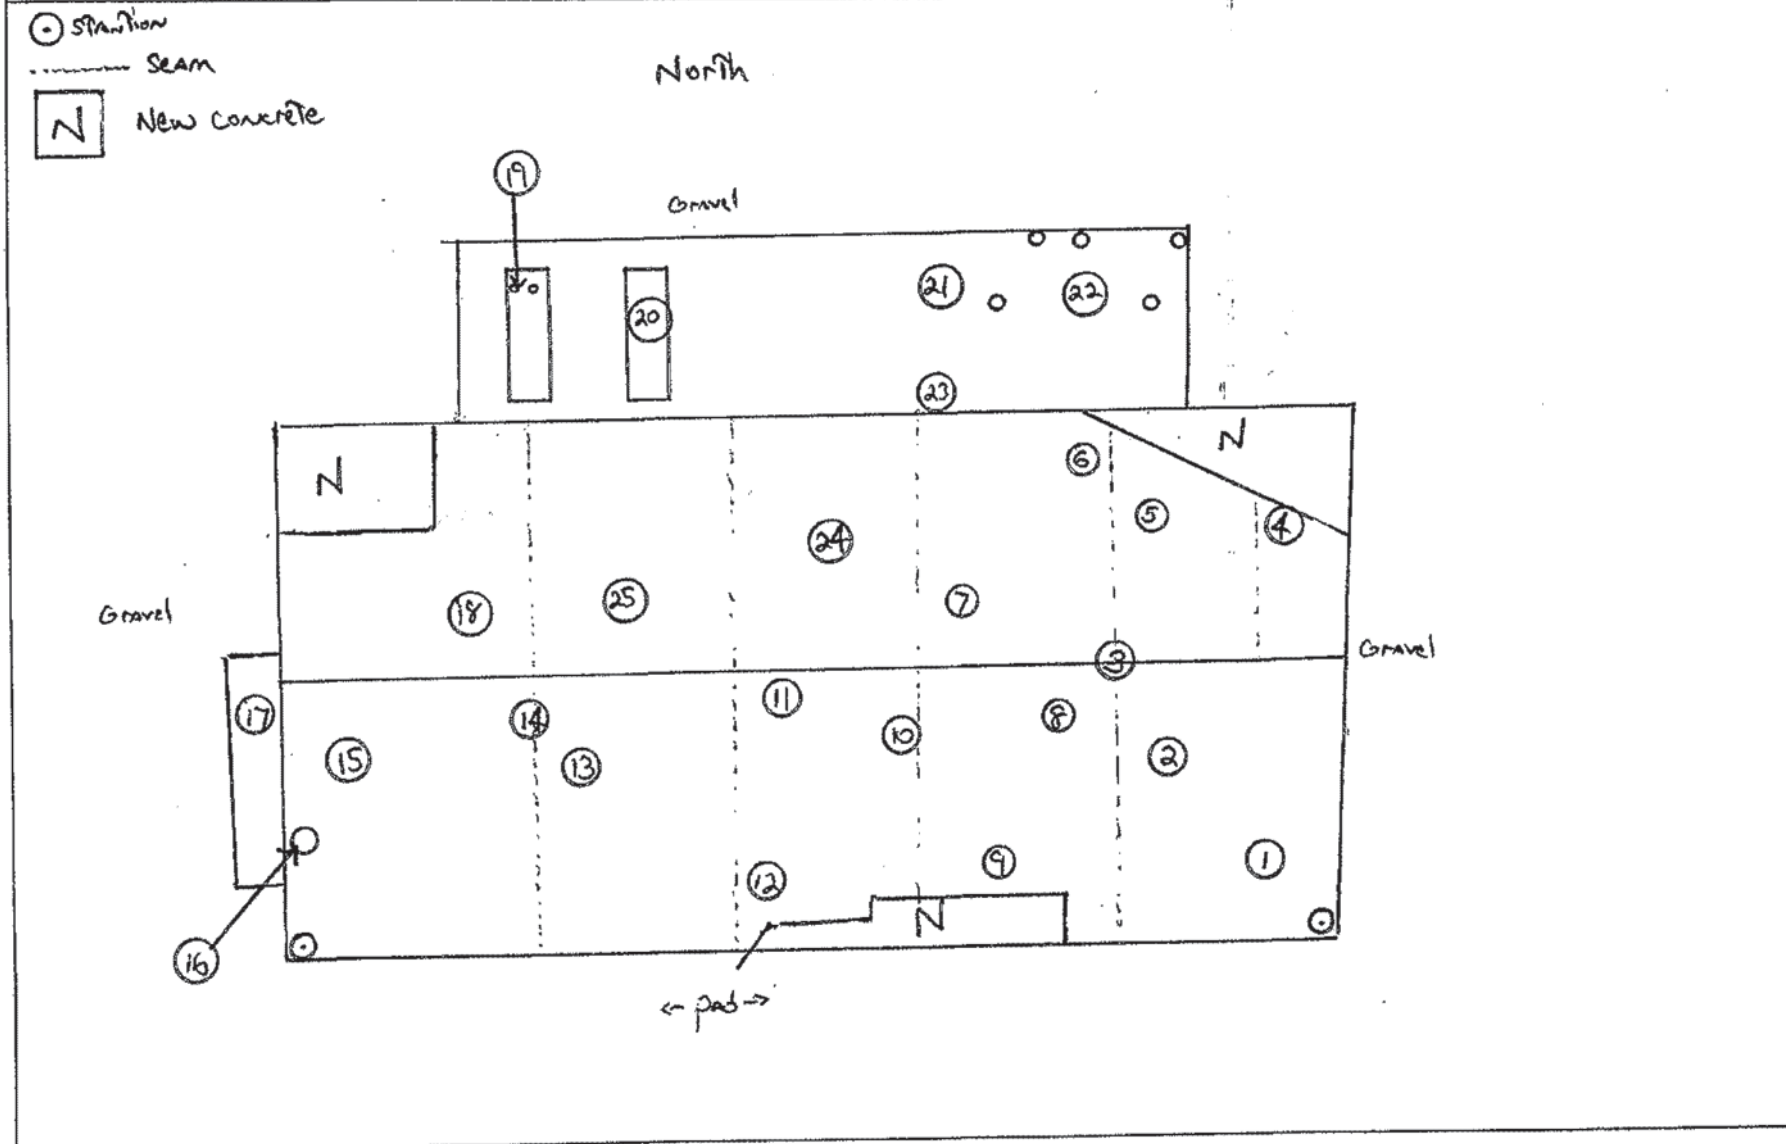 Stantion
Seam
North
N New Concrete
19
Gravel
21 22
20
23
N
6
N
5 4
24
Gravel 18 25 7
3 Gravel
17 14 11 10 8
15 13 2
12 9 1
N
16
<- pad ->